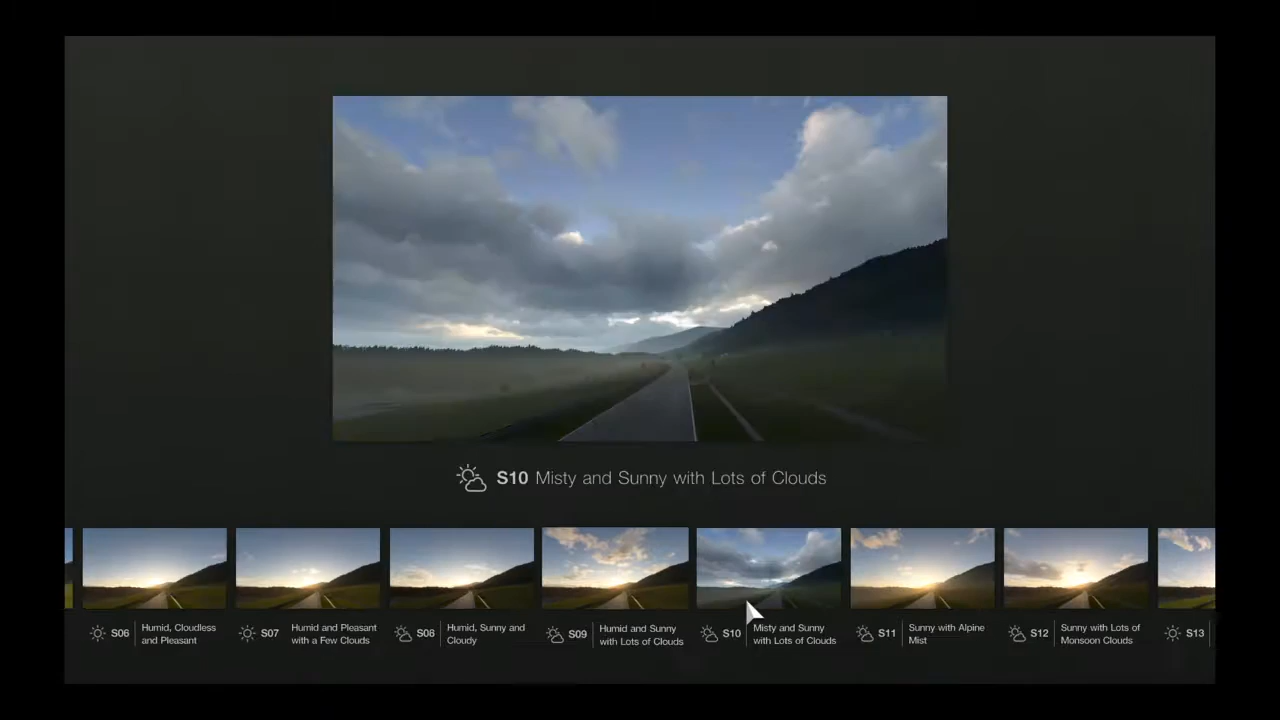 S10 Misty and Sunny with Lots of Clouds
S06 Humid, Cloudless
and Pleasant
S07 Humid and Pleasant
with a Few Clouds
S08 Humid, Sunny and
Cloudy
S09 Humid and Sunny
with Lots of Clouds
S10 Misty and Sunny
with Lots of Clouds
S11 Sunny with Alpine
Mist
S12 Sunny with Lots of
Monsoon Clouds
S13